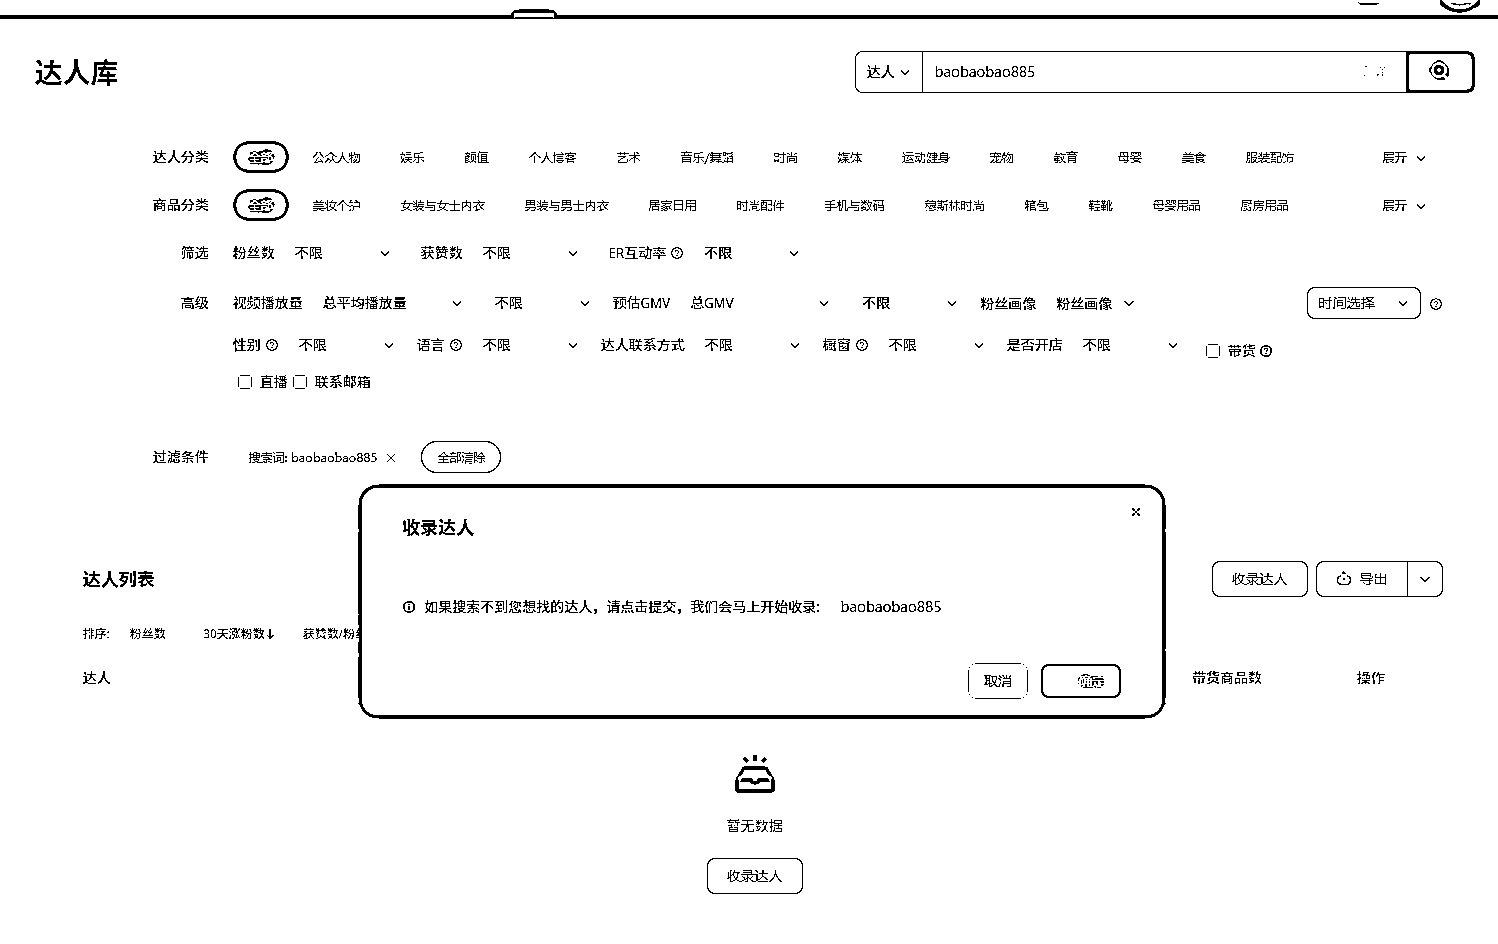 达人库
达人 baobaobao885
达人分类 全部 公众人物 娱乐 颜值 个人博客 艺术 音乐/舞蹈 时尚 媒体 运动健身 宠物 教育 母婴 美食 服装配饰 展开
商品分类 全部 美妆个护 女装与女士内衣 男装与男士内衣 居家日用 时尚配件 手机与数码 穆斯林时尚 箱包 鞋靴 母婴用品 厨房用品 展开
筛选 粉丝数 不限 获赞数 不限 ER互动率 不限
高级 视频播放量 总平均播放量 不限 预估GMV 总GMV 不限 粉丝画像 粉丝画像 时间选择
性别 不限 语言 不限 达人联系方式 不限 橱窗 不限 是否开店 不限 带货
直播 联系邮箱
过滤条件 搜索词: baobaobao885 全部清除
收录达人
达人列表 收录达人 导出
如果搜索不到您想找的达人，请点击提交，我们会马上开始收录: baobaobao885
排序: 粉丝数 30天涨粉数 获赞数/粉丝
达人 带货商品数 操作
取消
暂无数据
收录达人